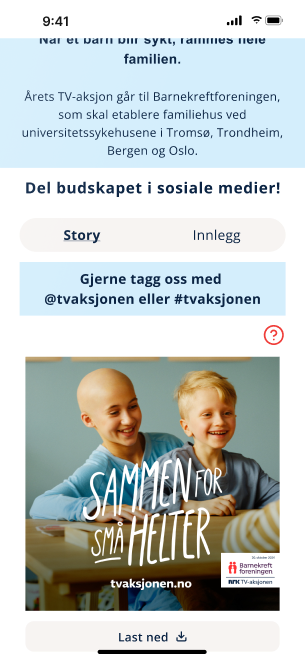 9:41
Når et barn blir sykt, rammes hele
familien.
Årets TV-aksjon går til Barnekreftforeningen,
som skal etablere familiehus ved
universitetssykehusene i Tromsø, Trondheim,
Bergen og Oslo.
Del budskapet i sosiale medier!
Story
Innlegg
Gjerne tagg oss med
@tvaksjonen eller #tvaksjonen
?
SAMMEN FOR
SMÅ HELTER
tvaksjonen.no
Barnekreft
foreningen
NRK TV-aksjonen
Last ned